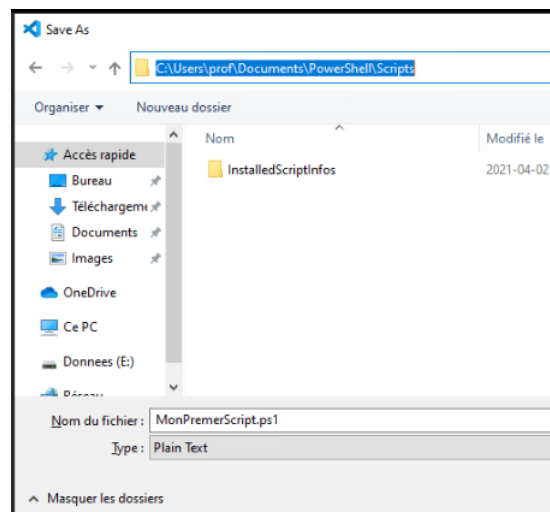 Save As
C:\Users\prof\Documents\PowerShell\Scripts
Organiser Nouveau dossier
Nom Modifié le
Accès rapide
InstalledScriptInfos 2021-04-02
Bureau
Téléchargeme
Documents
Images
OneDrive
Ce PC
Donnees (E:)
Réseau
Nom du fichier : MonPremerScript.ps1
Type : Plain Text
Masquer les dossiers